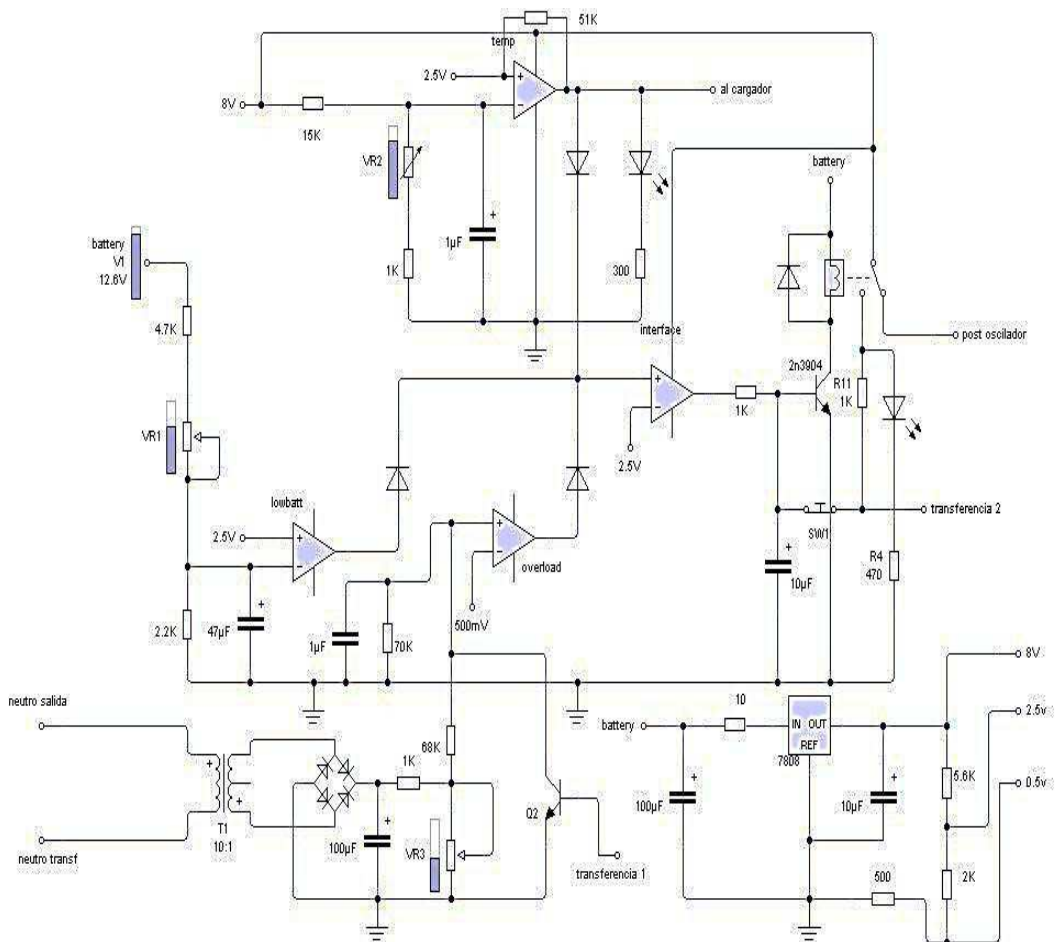 51K
temp
2.5V
al cargador
8V
15K
VR2
battery
battery
V1
12.6V
1µF
1K
300
4.7K
interface
post oscilador
2n3904
R11
1K
1K
VR1
2.5V
lowbatt
2.5V
transferencia 2
SW1
overload
R4
470
10µF
500mV
2.2K
47µF
1µF
70K
8V
neutro salida
10
2.5v
battery
IN OUT
REF
68K
7808
1K
5.6K
0.5v
100µF
10µF
Q2
T1
10:1
100µF
VR3
neutro transf
transferencia 1
500
2K